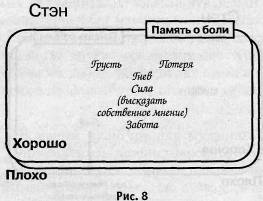 Стэн
Память о боли
Грусть Потеря
Гнев
Сила
(высказать
собственное мнение)
Забота
Хорошо
Плохо
Рис. 8